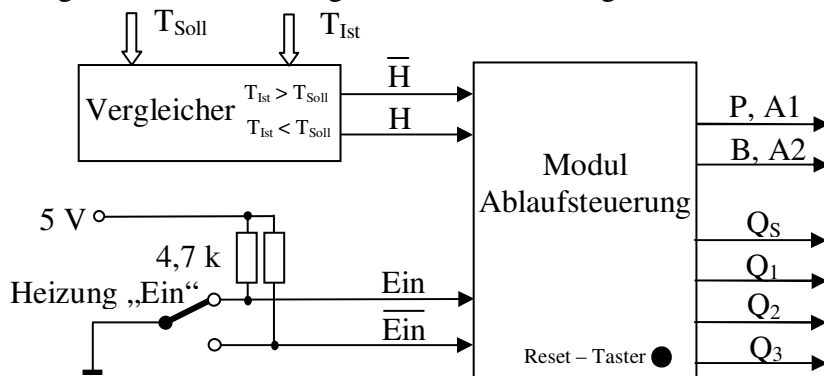 T_Soll T_Ist
Vergleicher
T_Ist > T_Soll
T_Ist < T_Soll
H̅
H
Modul
Ablaufsteuerung
P, A1
B, A2
5 V
4,7 k
Heizung „Ein“
Ein
E̅i̅n̅
Reset – Taster
Q_S
Q_1
Q_2
Q_3